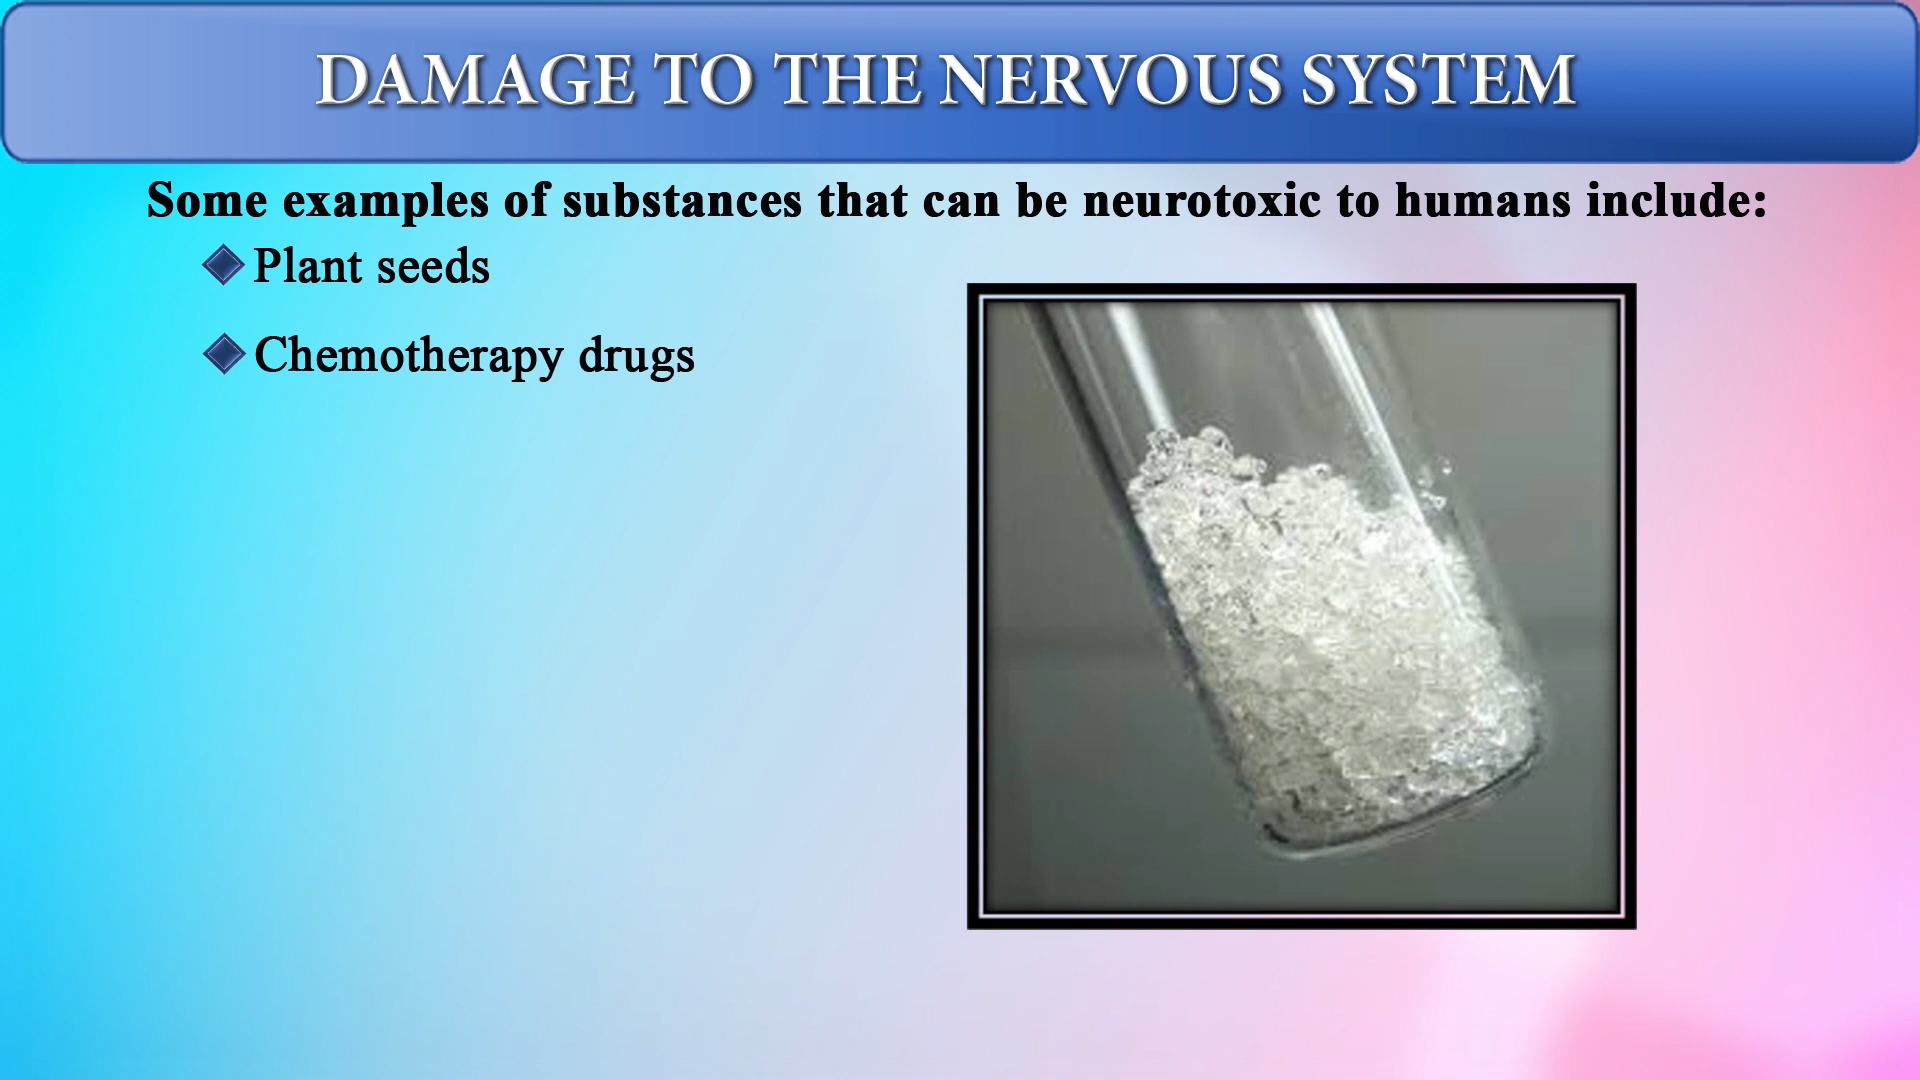 DAMAGE TO THE NERVOUS SYSTEM
Some examples of substances that can be neurotoxic to humans include:
Plant seeds
Chemotherapy drugs